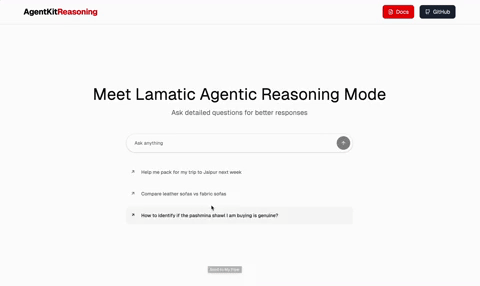 AgentKitReasoning
Docs
GitHub
Meet Lamatic Agentic Reasoning Mode
Ask detailed questions for better responses
Ask anything
Help me pack for my trip to Jaipur next week
Compare leather sofas vs fabric sofas
How to identify if the pashmina shawl I am buying is genuine?